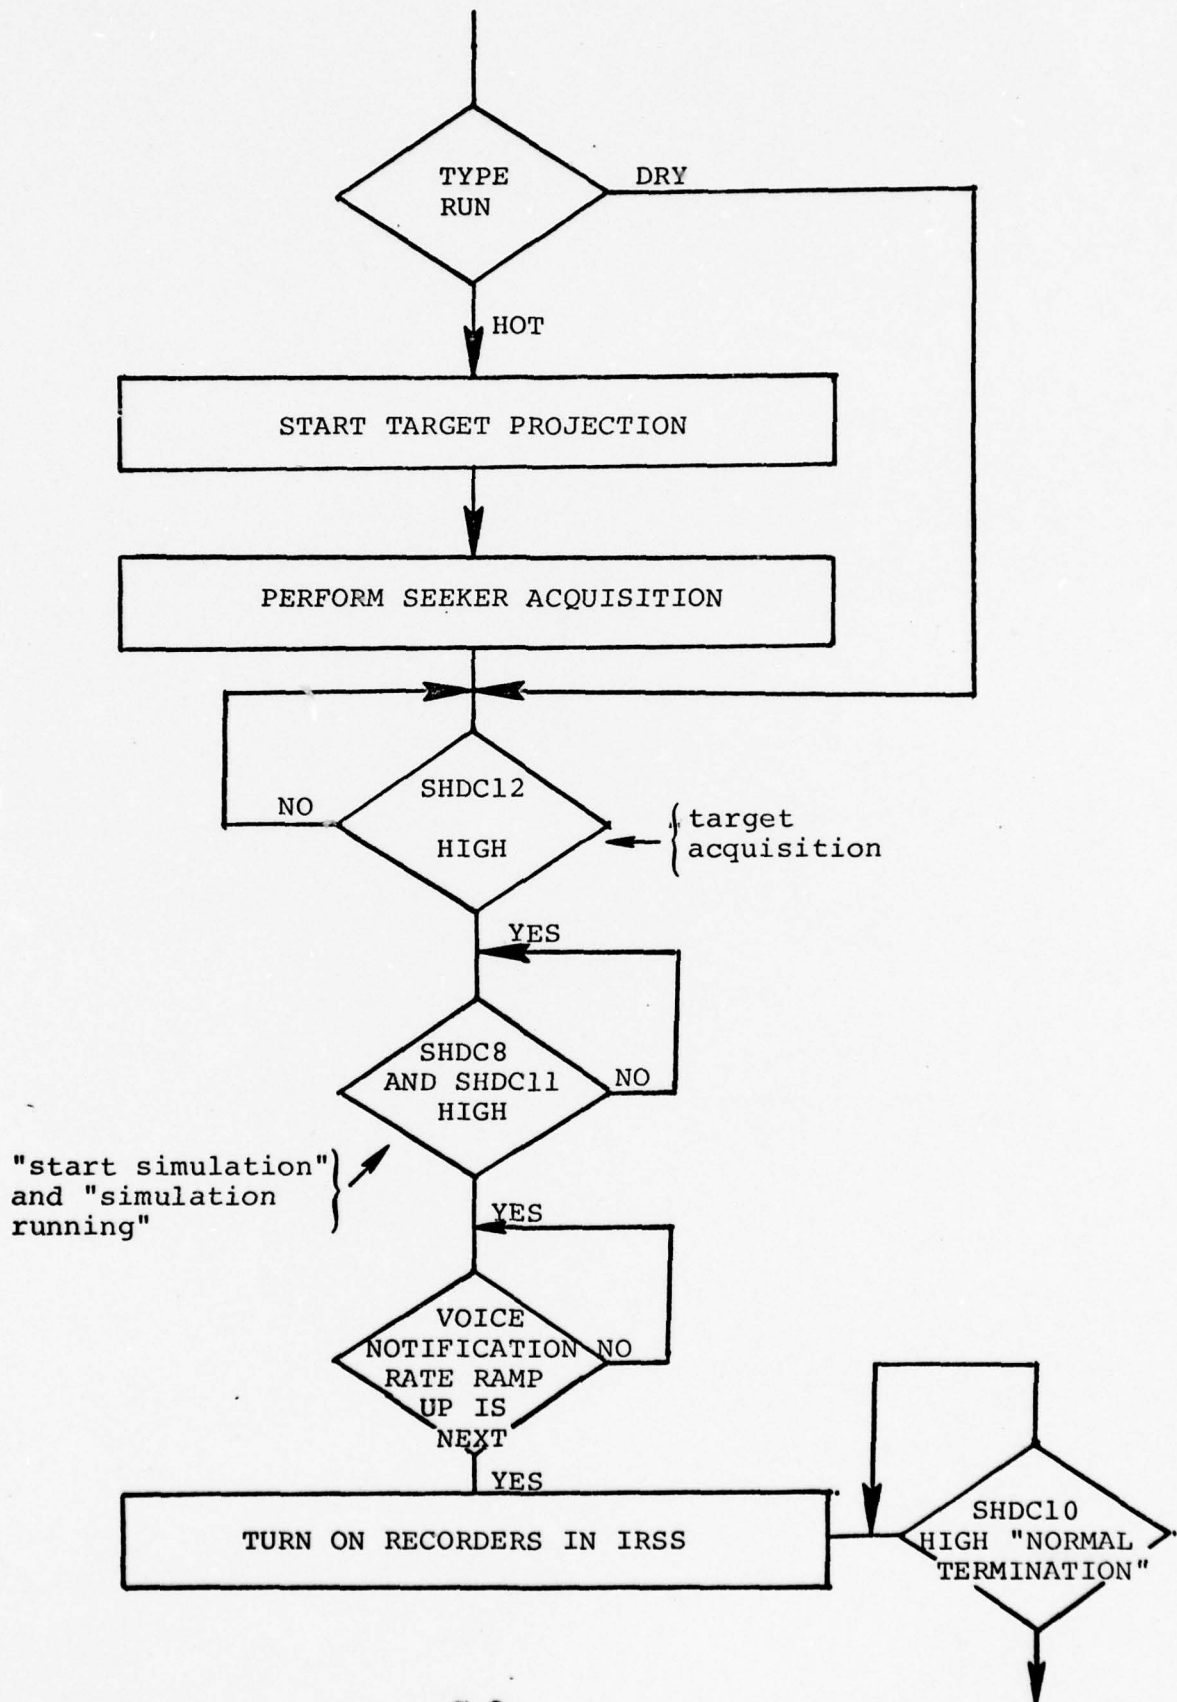 TYPE
RUN
DRY
HOT
START TARGET PROJECTION
PERFORM SEEKER ACQUISITION
SHDC12
HIGH
NO
target
acquisition
YES
SHDC8
AND SHDC11
HIGH
NO
"start simulation"
and "simulation
running"
YES
VOICE
NOTIFICATION
RATE RAMP
UP IS
NEXT
NO
YES
TURN ON RECORDERS IN IRSS
SHDC10
HIGH "NORMAL
TERMINATION"